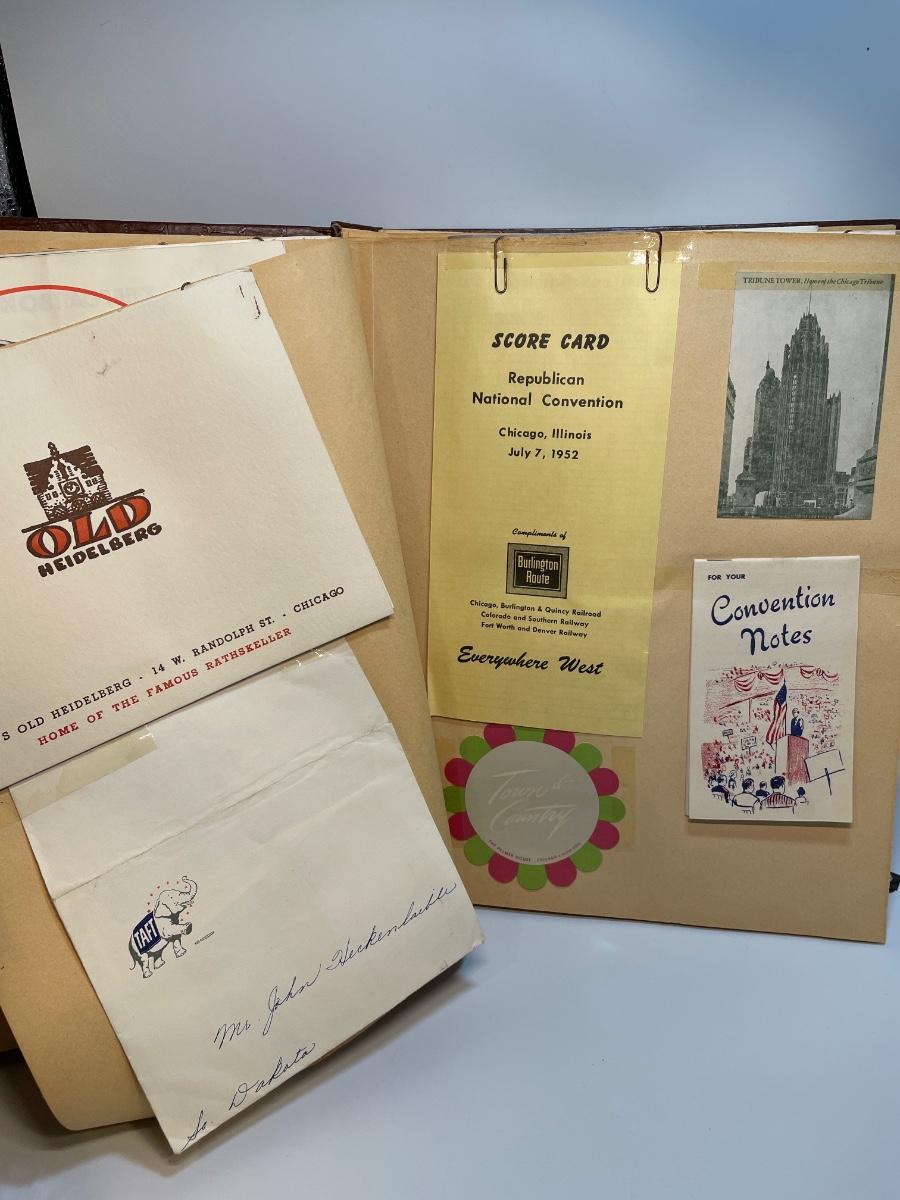 OLD
HEIDELBERG
S OLD HEIDELBERG · 14 W. RANDOLPH ST. · CHICAGO
HOME OF THE FAMOUS RATHSKELLER
TAFT
Mr. John
So. Dakota
SCORE CARD
Republican
National Convention
Chicago, Illinois
July 7, 1952
Compliments of
Burlington
Route
Chicago, Burlington & Quincy Railroad
Colorado and Southern Railway
Fort Worth and Denver Railway
Everywhere West
Town &
Country
THE PALMER HOUSE
TRIBUNE TOWER, Home of the Chicago Tribune
FOR YOUR
Convention
Notes